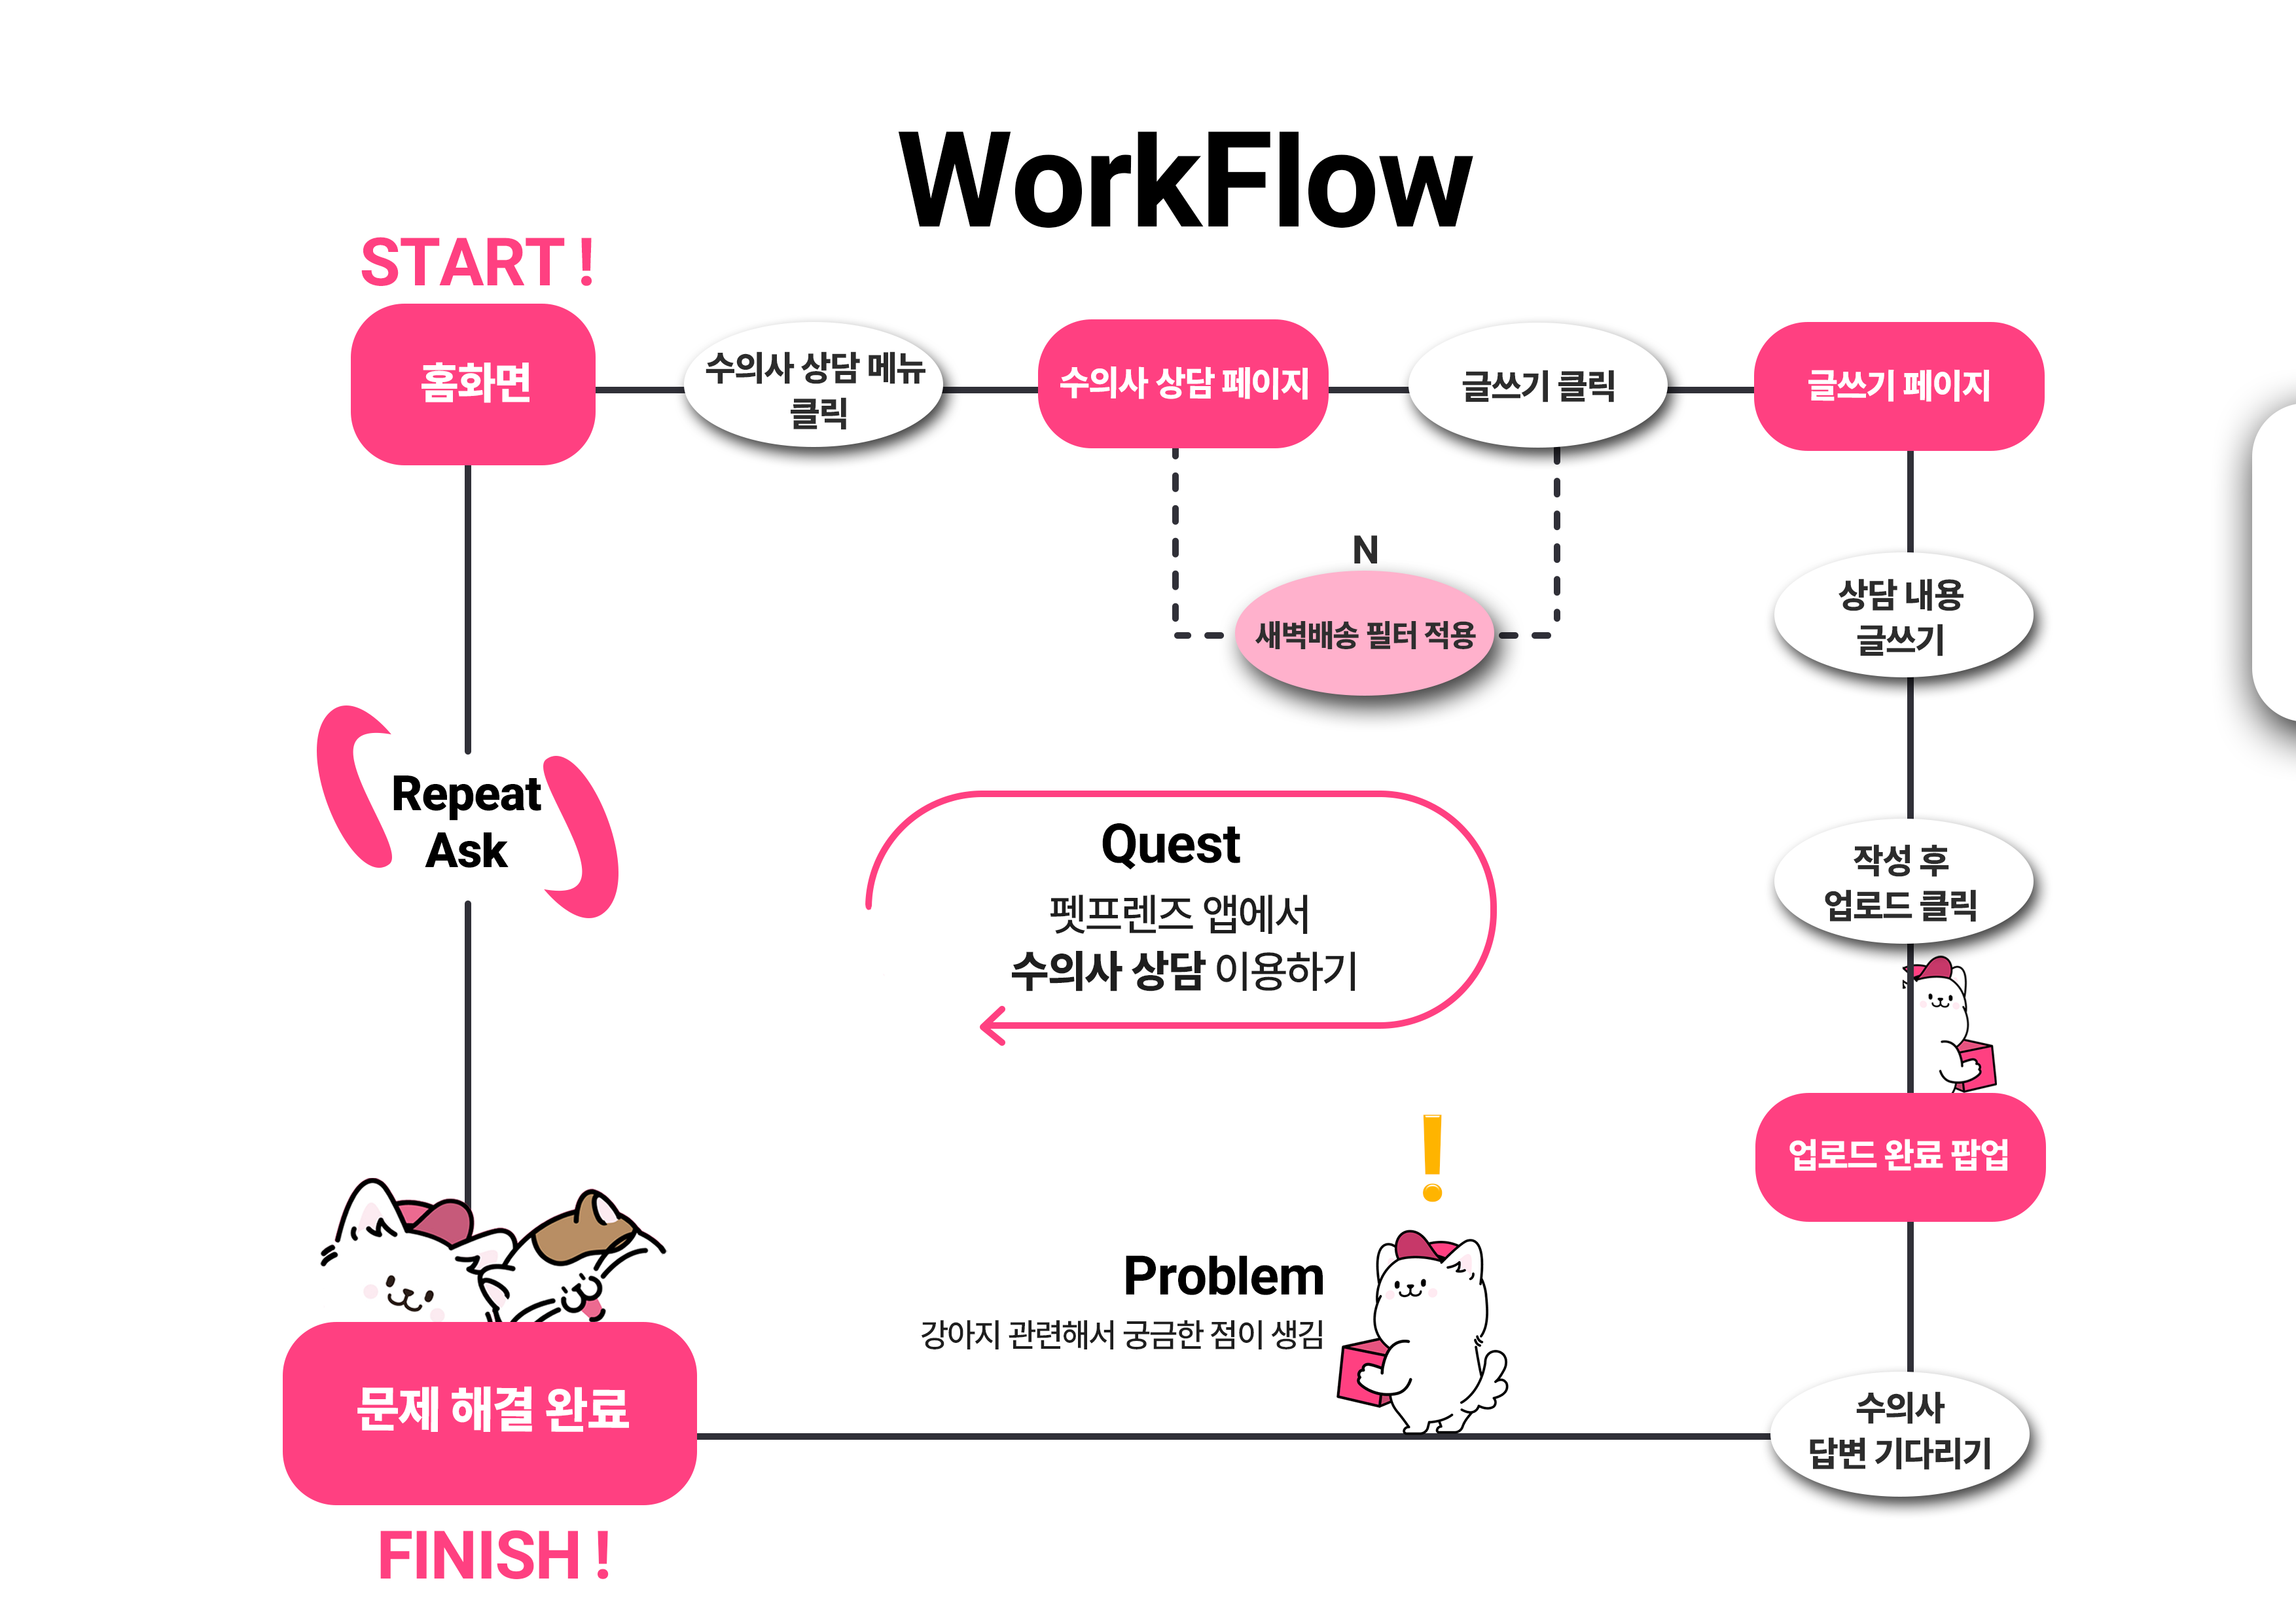 WorkFlow
START !
홈화면
수의사 상담 메뉴
클릭
수의사 상담 페이지
글쓰기 클릭
글쓰기 페이지
N
새벽배송 필터 적용
상담 내용
글쓰기
작성 후
업로드 클릭
Repeat
Ask
Quest
펫프렌즈 앱에서
수의사 상담 이용하기
업로드 완료 팝업
!
Problem
강아지 관련해서 궁금한 점이 생김
수의사
답변 기다리기
문제 해결 완료
FINISH !